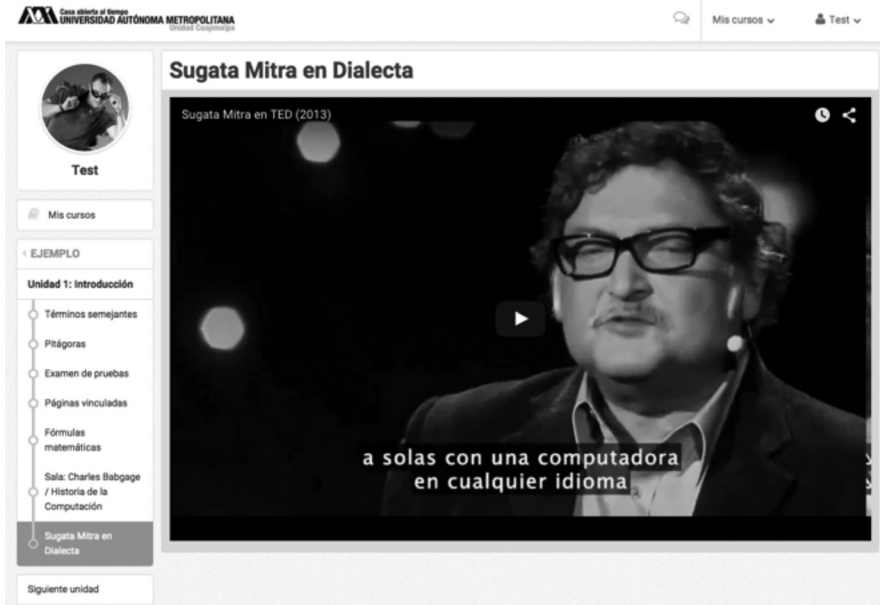 Casa abierta al tiempo
UNIVERSIDAD AUTÓNOMA METROPOLITANA
Unidad Cuajimalpa
Mis cursos
Test
Test
Mis cursos
EJEMPLO
Unidad 1: Introducción
Términos semejantes
Pitágoras
Examen de pruebas
Páginas vinculadas
Fórmulas
matemáticas
Sala: Charles Babgage
/ Historia de la
Computación
Sugata Mitra en
Dialecta
Siguiente unidad
Sugata Mitra en Dialecta
Sugata Mitra en TED (2013)
a solas con una computadora
en cualquier idioma